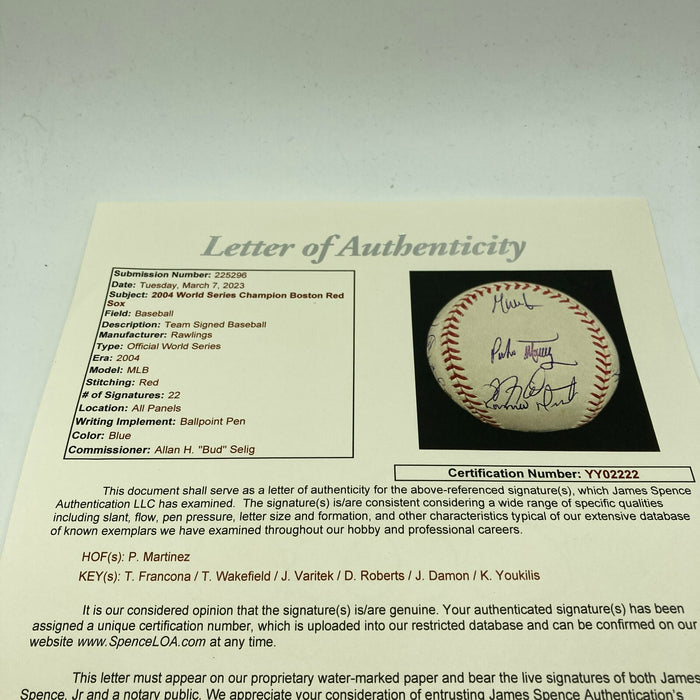 Letter of Authenticity
Submission Number: 225296
Date: Tuesday, March 7, 2023
Subject: 2004 World Series Champion Boston Red
Sox
Field: Baseball
Description: Team Signed Baseball
Manufacturer: Rawlings
Type: Official World Series
Era: 2004
Model: MLB
Stitching: Red
# of Signatures: 22
Location: All Panels
Writing Implement: Ballpoint Pen
Color: Blue
Commissioner: Allan H. "Bud" Selig
Certification Number: YY02222
This document shall serve as a letter of authenticity for the above-referenced signature(s), which James Spence
Authentication LLC has examined. The signature(s) is/are consistent considering a wide range of specific qualities
including slant, flow, pen pressure, letter size and formation, and other characteristics typical of our extensive database
of known exemplars we have examined throughout our hobby and professional careers.
HOF(s): P. Martinez
KEY(s): T. Francona / T. Wakefield / J. Varitek / D. Roberts / J. Damon / K. Youkilis
It is our considered opinion that the signature(s) is/are genuine. Your authenticated signature(s) has been
assigned a unique certification number, which is uploaded into our restricted database and can be confirmed on our
website www.SpenceLOA.com at any time.
This letter must appear on our proprietary water-marked paper and bear the live signatures of both James
Spence, Jr and a notary public. We appreciate your consideration of entrusting James Spence Authentication's